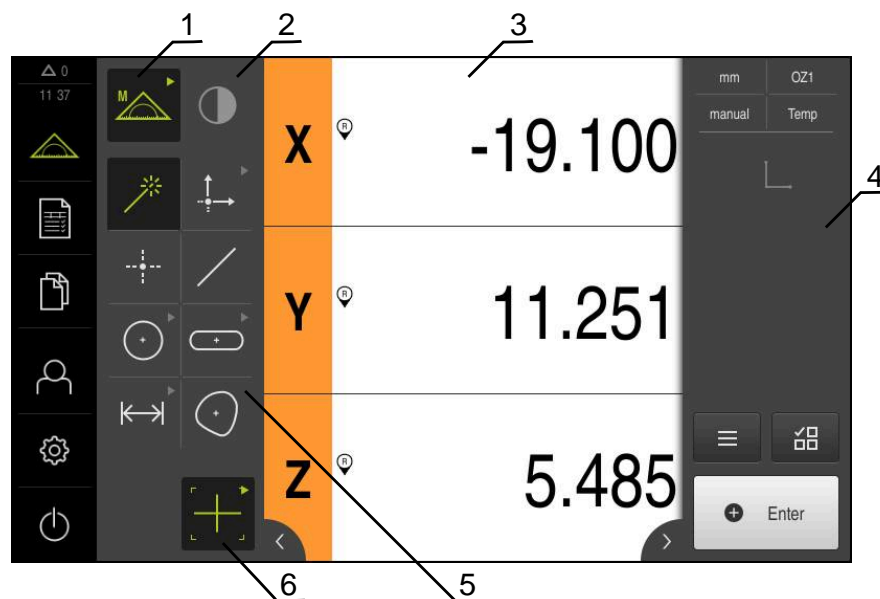 1 2 3
0
11 37
M
mm OZ1
manual Temp
X R -19.100
4
Y R 11.251
Z R 5.485
Enter
6 5